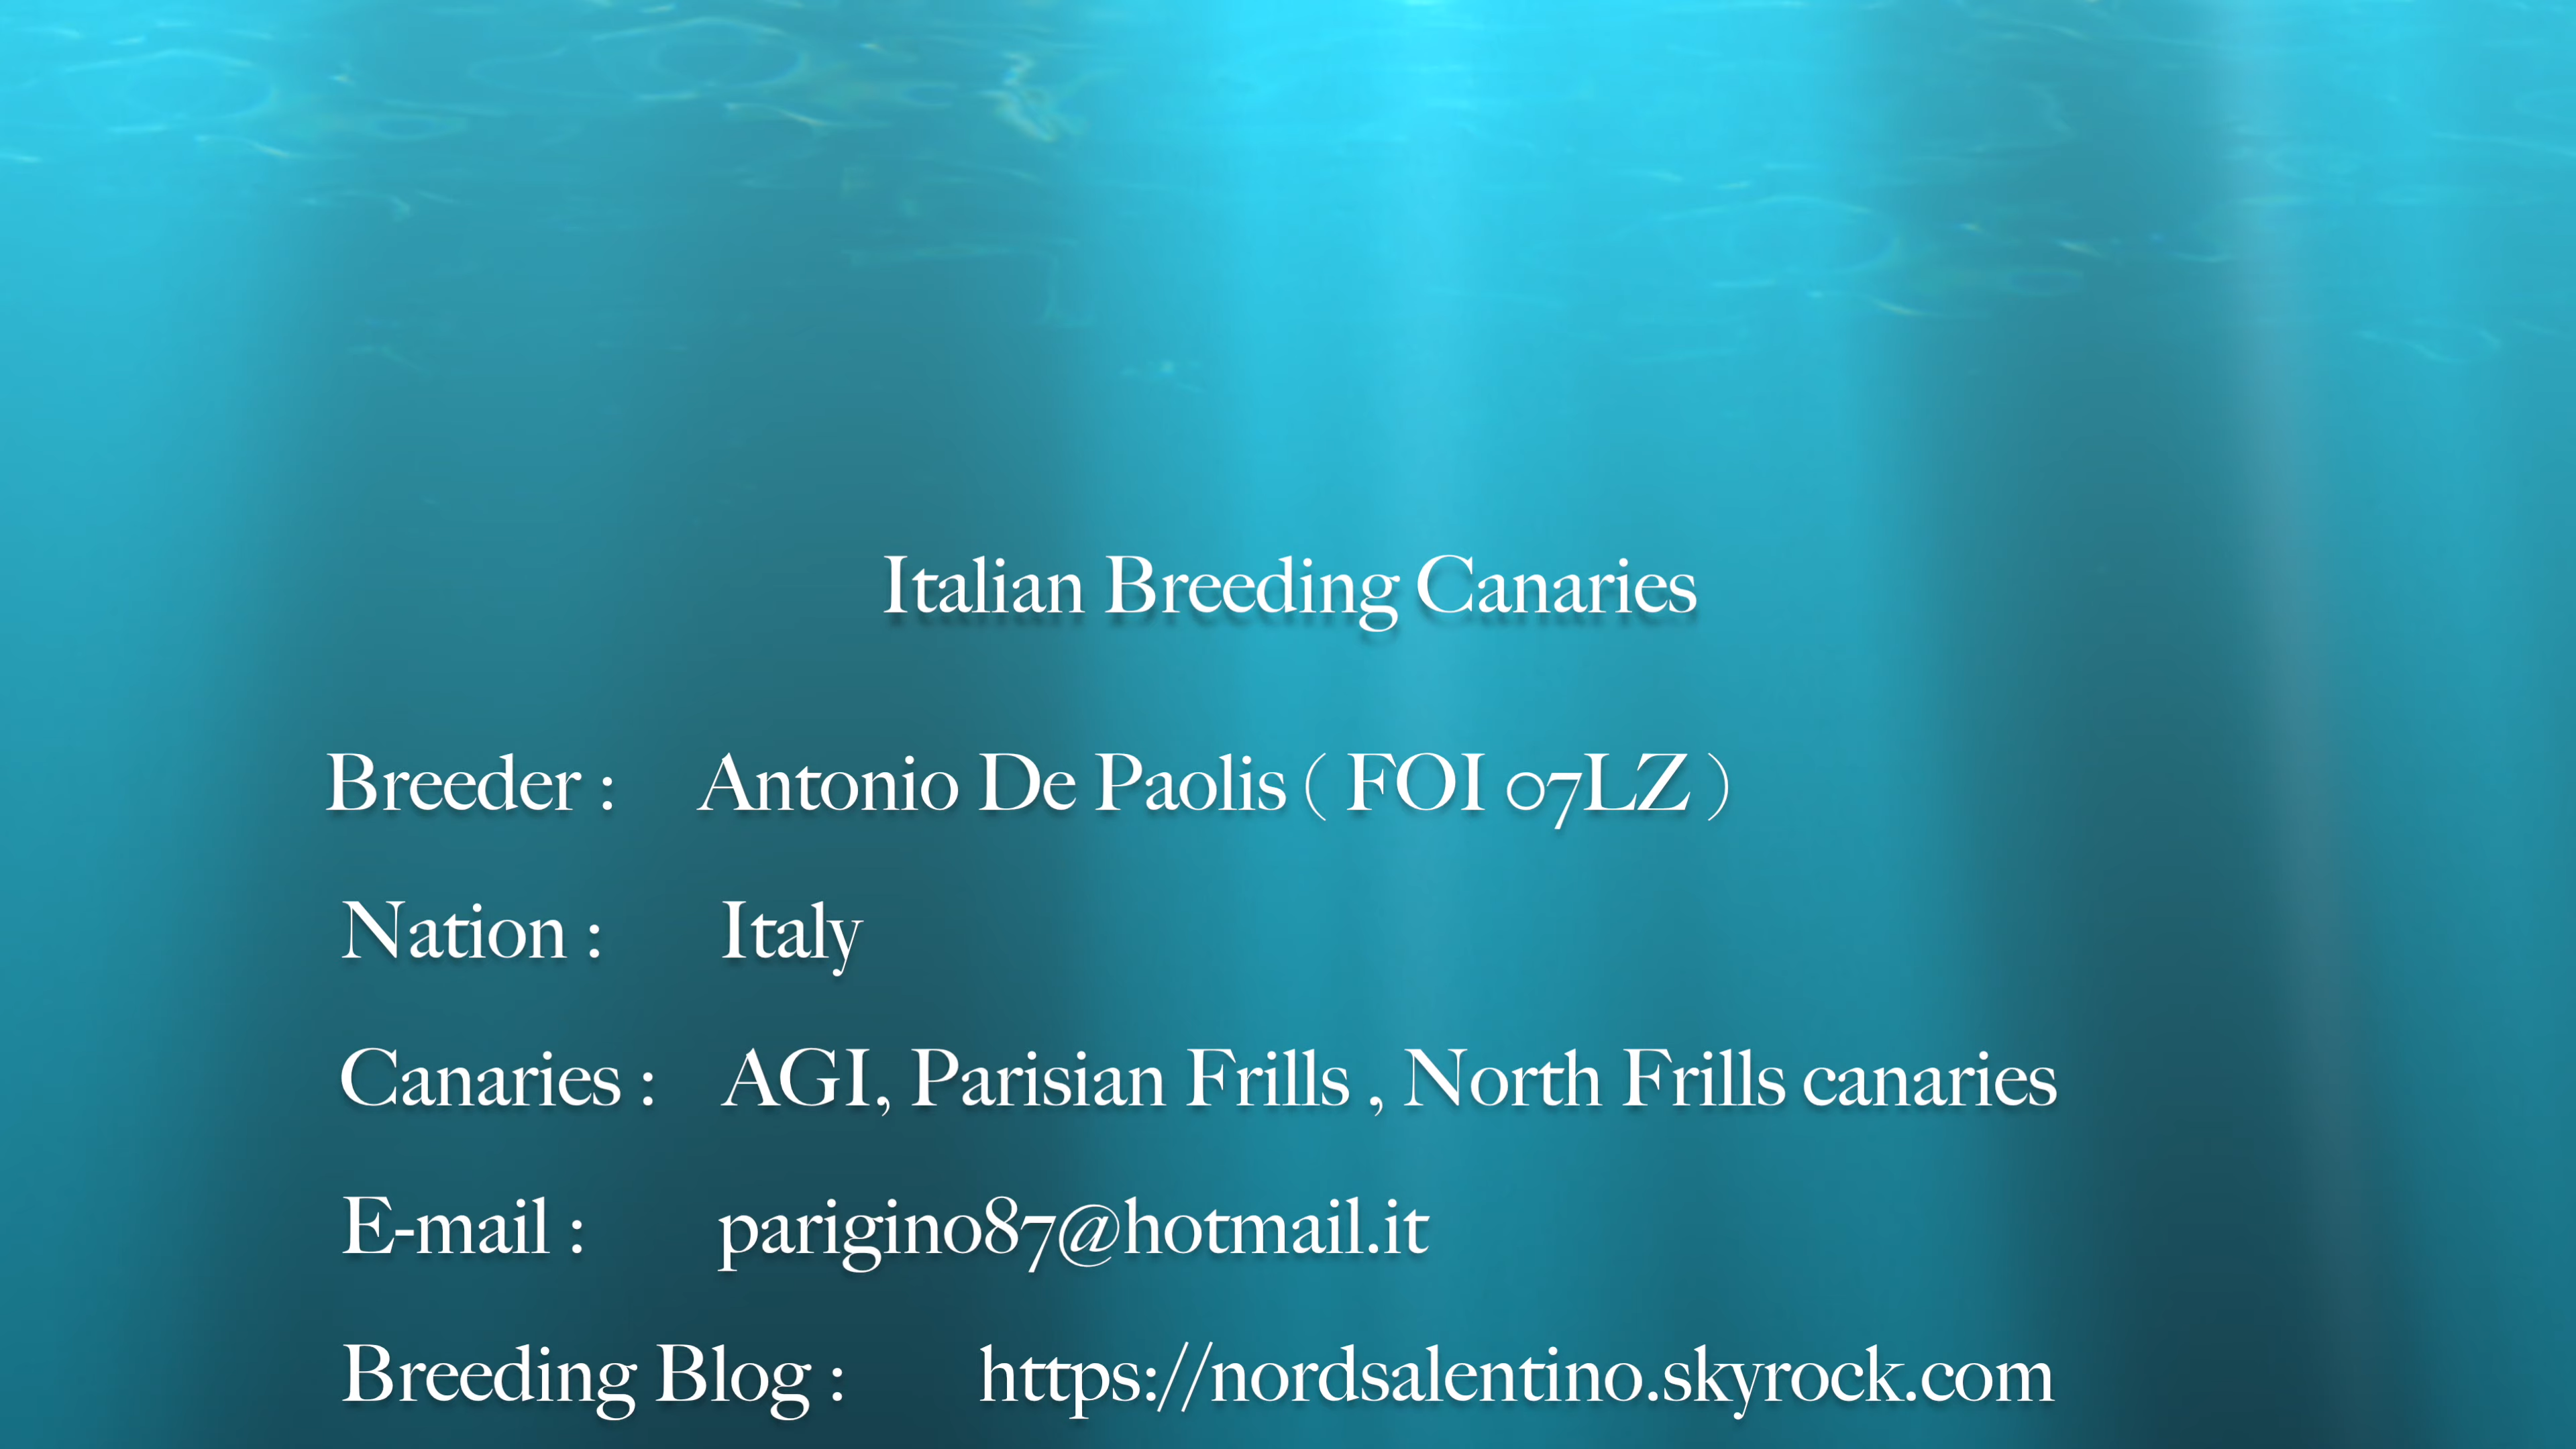 Italian Breeding Canaries
Breeder : Antonio De Paolis ( FOI 07LZ )
Nation : Italy
Canaries : AGI, Parisian Frills , North Frills canaries
E-mail : parigino87@hotmail.it
Breeding Blog : https://nordsalentino.skyrock.com